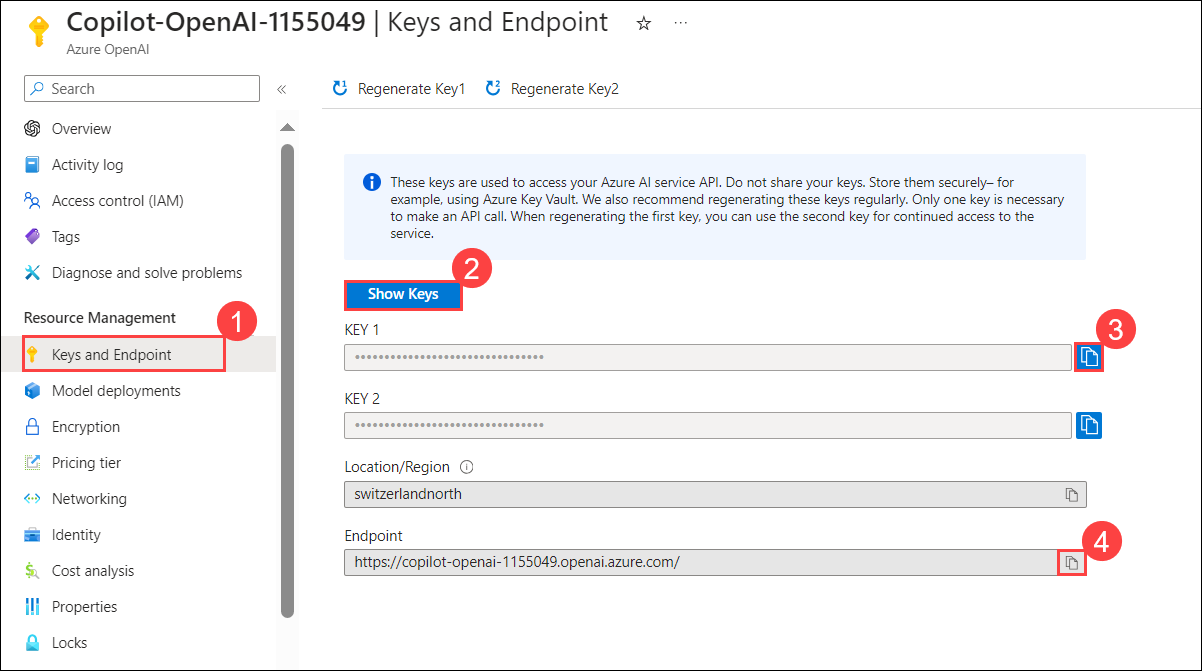 Copilot-OpenAI-1155049 | Keys and Endpoint ☆ ···
Azure OpenAI
Search «
Regenerate Key1 Regenerate Key2
Overview
Activity log
Access control (IAM)
Tags
Diagnose and solve problems
Resource Management
1
Keys and Endpoint
Model deployments
Encryption
Pricing tier
Networking
Identity
Cost analysis
Properties
Locks
These keys are used to access your Azure AI service API. Do not share your keys. Store them securely– for
example, using Azure Key Vault. We also recommend regenerating these keys regularly. Only one key is necessary
to make an API call. When regenerating the first key, you can use the second key for continued access to the
service.
2
Show Keys
KEY 1
3
••••••••••••••••••••••••••••••••
KEY 2
••••••••••••••••••••••••••••••••
Location/Region
switzerlandnorth
Endpoint
4
https://copilot-openai-1155049.openai.azure.com/